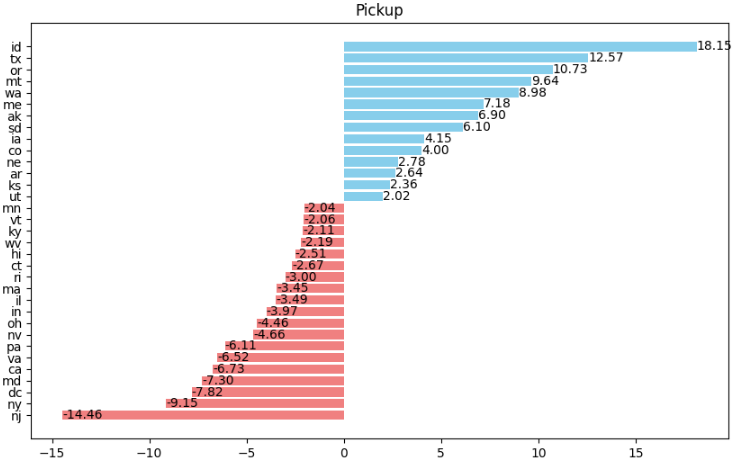 Pickup
id 18.15
tx 12.57
or 10.73
mt 9.64
wa 8.98
me 7.18
ak 6.90
sd 6.10
ia 4.15
co 4.00
ne 2.78
ar 2.64
ks 2.36
ut 2.02
mn -2.04
vt -2.06
ky -2.11
wv -2.19
hi -2.51
ct -2.67
ri -3.00
ma -3.45
il -3.49
in -3.97
oh -4.46
nv -4.66
pa -6.11
va -6.52
ca -6.73
md -7.30
dc -7.82
ny -9.15
nj -14.46
−15 −10 −5 0 5 10 15